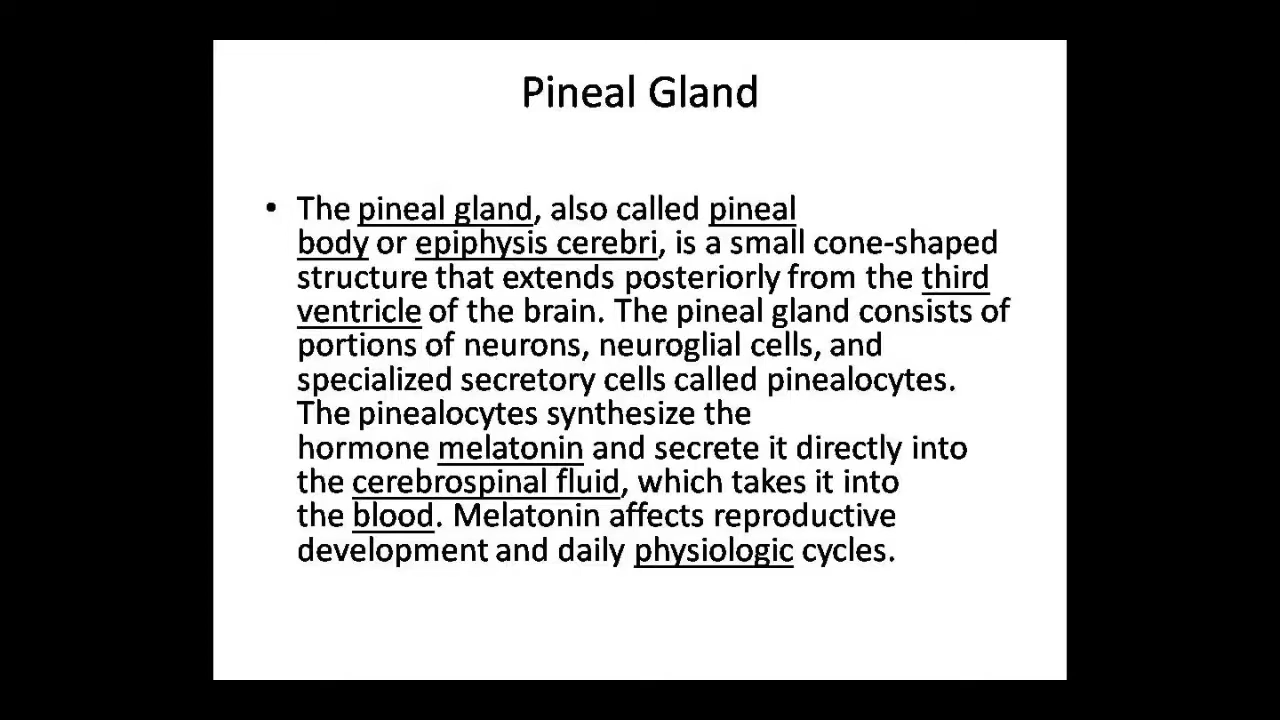 Pineal Gland
• The pineal gland, also called pineal
body or epiphysis cerebri, is a small cone-shaped
structure that extends posteriorly from the third
ventricle of the brain. The pineal gland consists of
portions of neurons, neuroglial cells, and
specialized secretory cells called pinealocytes.
The pinealocytes synthesize the
hormone melatonin and secrete it directly into
the cerebrospinal fluid, which takes it into
the blood. Melatonin affects reproductive
development and daily physiologic cycles.